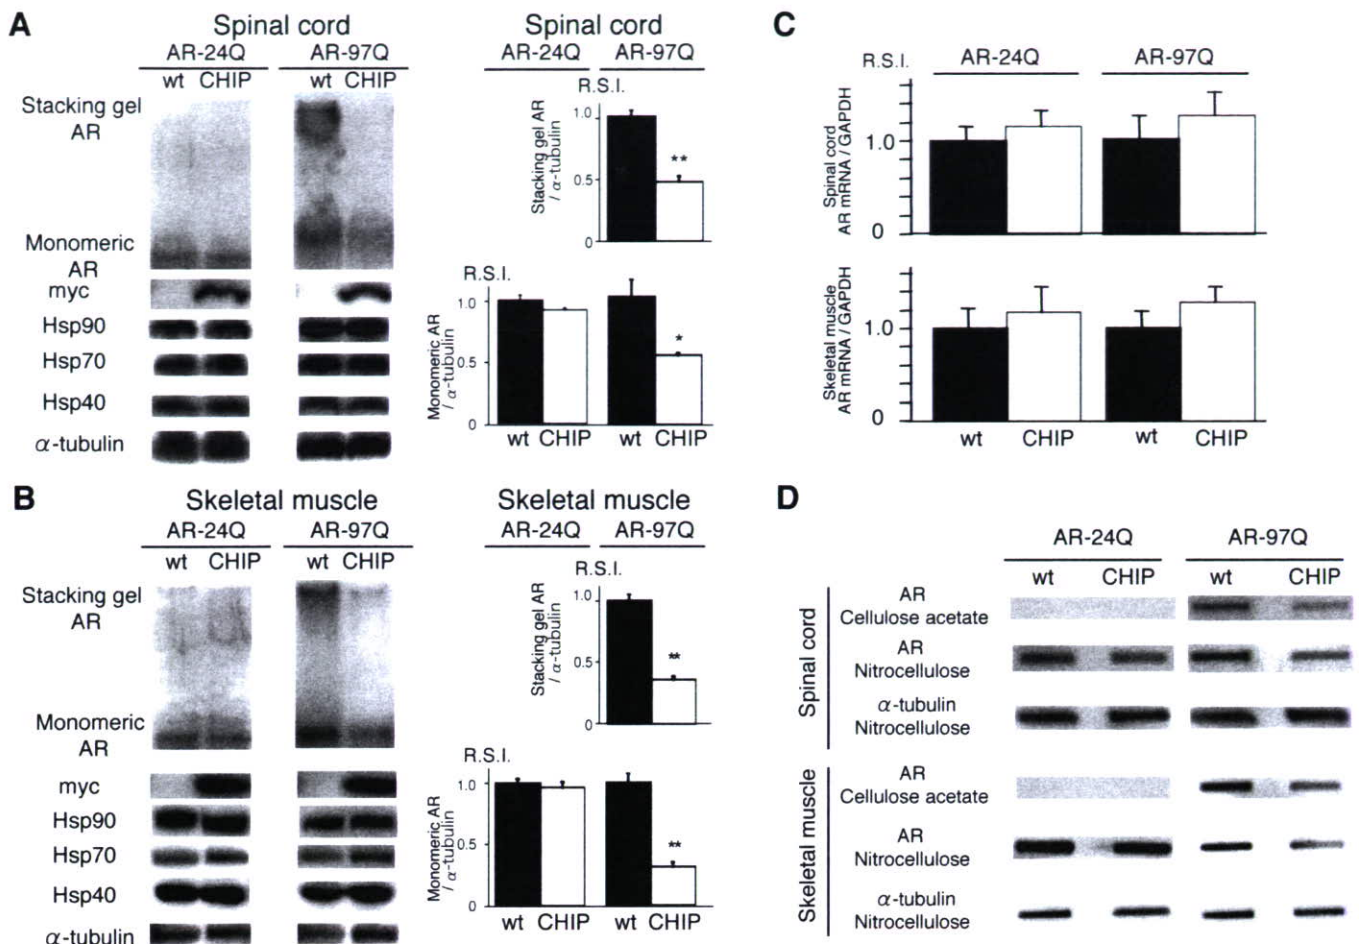 A
Spinal cord
AR-24Q AR-97Q
wt CHIP wt CHIP
Stacking gel
AR
Monomeric
AR
myc
Hsp90
Hsp70
Hsp40
α-tubulin
Spinal cord
AR-24Q AR-97Q
R.S.I.
Stacking gel AR
/ α-tubulin
1.0
**
0.5
0
R.S.I.
Monomeric AR
/ α-tubulin
1.0
*
0.5
0
wt CHIP wt CHIP
B
Skeletal muscle
AR-24Q AR-97Q
wt CHIP wt CHIP
Stacking gel
AR
Monomeric
AR
myc
Hsp90
Hsp70
Hsp40
α-tubulin
Skeletal muscle
AR-24Q AR-97Q
R.S.I.
Stacking gel AR
/ α-tubulin
1.0
**
0.5
0
R.S.I.
Monomeric AR
/ α-tubulin
1.0
**
0.5
0
wt CHIP wt CHIP
C
R.S.I. AR-24Q AR-97Q
Spinal cord
AR mRNA / GAPDH
1.0
0
Skeletal muscle
AR mRNA / GAPDH
1.0
0
wt CHIP wt CHIP
D
AR-24Q AR-97Q
wt CHIP wt CHIP
Spinal cord
AR
Cellulose acetate
AR
Nitrocellulose
α-tubulin
Nitrocellulose
Skeletal muscle
AR
Cellulose acetate
AR
Nitrocellulose
α-tubulin
Nitrocellulose